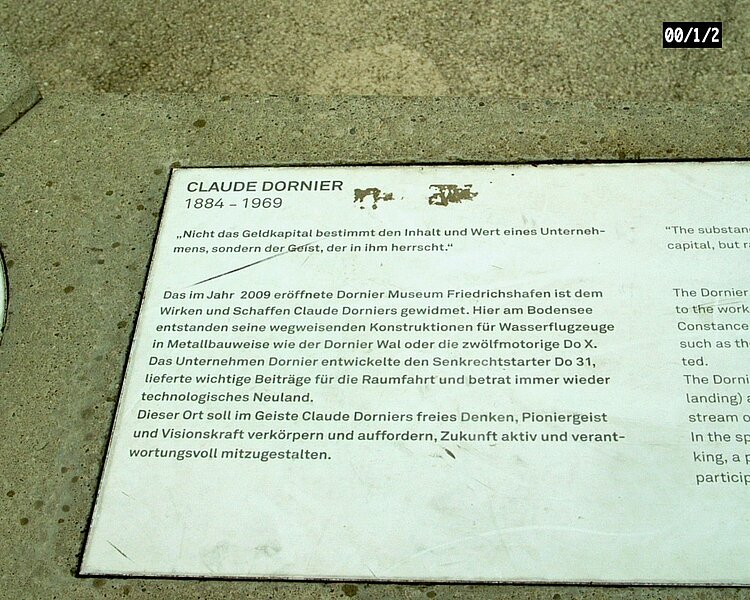 00/1/2
CLAUDE DORNIER
1884 – 1969
„Nicht das Geldkapital bestimmt den Inhalt und Wert eines Unterneh-
mens, sondern der Geist, der in ihm herrscht.“
Das im Jahr 2009 eröffnete Dornier Museum Friedrichshafen ist dem
Wirken und Schaffen Claude Dorniers gewidmet. Hier am Bodensee
entstanden seine wegweisenden Konstruktionen für Wasserflugzeuge
in Metallbauweise wie der Dornier Wal oder die zwölfmotorige Do X.
Das Unternehmen Dornier entwickelte den Senkrechtstarter Do 31,
lieferte wichtige Beiträge für die Raumfahrt und betrat immer wieder
technologisches Neuland.
Dieser Ort soll im Geiste Claude Dorniers freies Denken, Pioniergeist
und Visionskraft verkörpern und auffordern, Zukunft aktiv und verant-
wortungsvoll mitzugestalten.
“The substan
capital, but ra
The Dornier
to the work
Constance
such as th
ted.
The Dorni
landing) a
stream o
In the sp
king, a p
particip